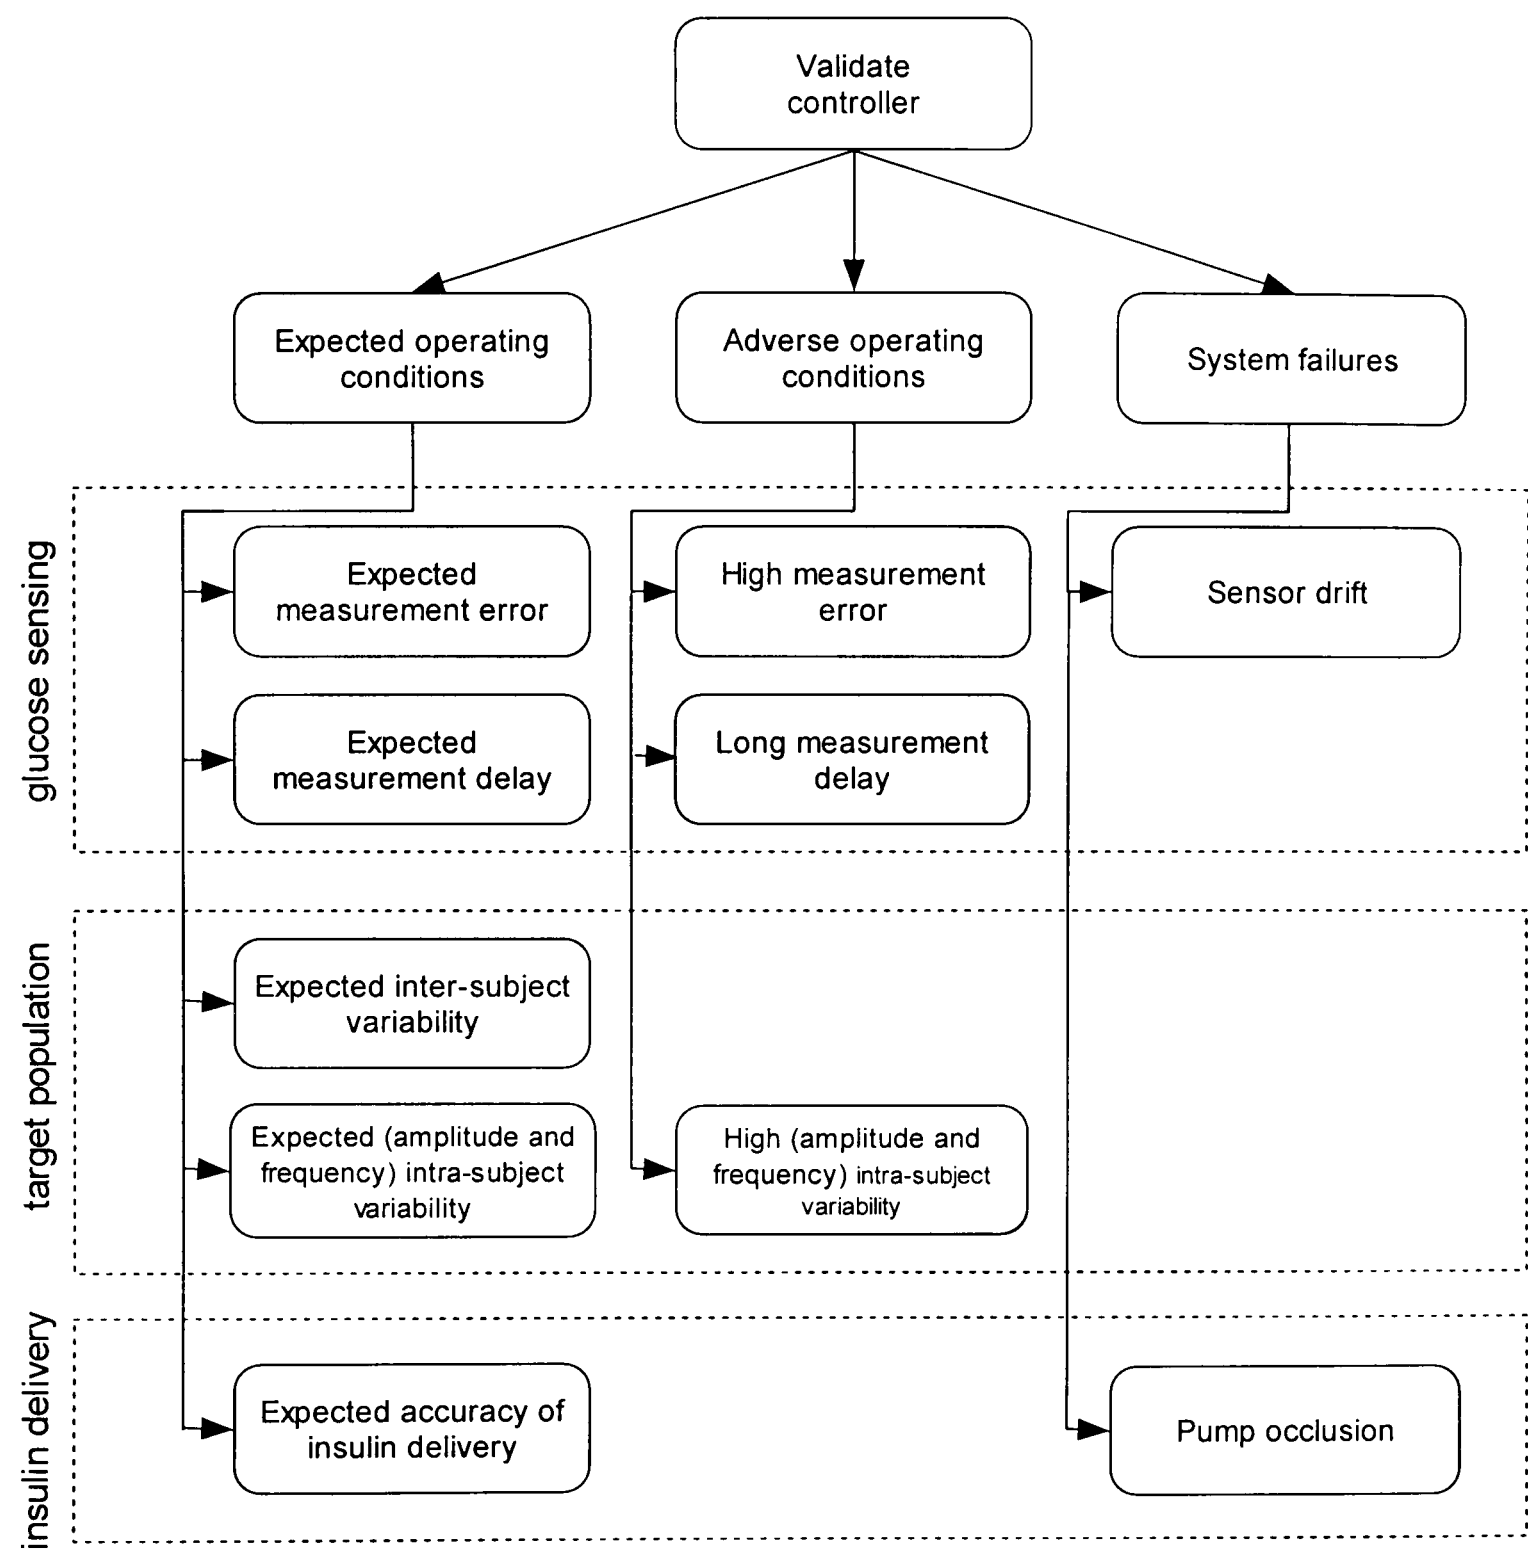 Validate
controller
Expected operating
conditions
Adverse operating
conditions
System failures
glucose sensing
Expected
measurement error
High measurement
error
Sensor drift
Expected
measurement delay
Long measurement
delay
target population
Expected inter-subject
variability
Expected (amplitude and
frequency) intra-subject
variability
High (amplitude and
frequency) intra-subject
variability
insulin delivery
Expected accuracy of
insulin delivery
Pump occlusion